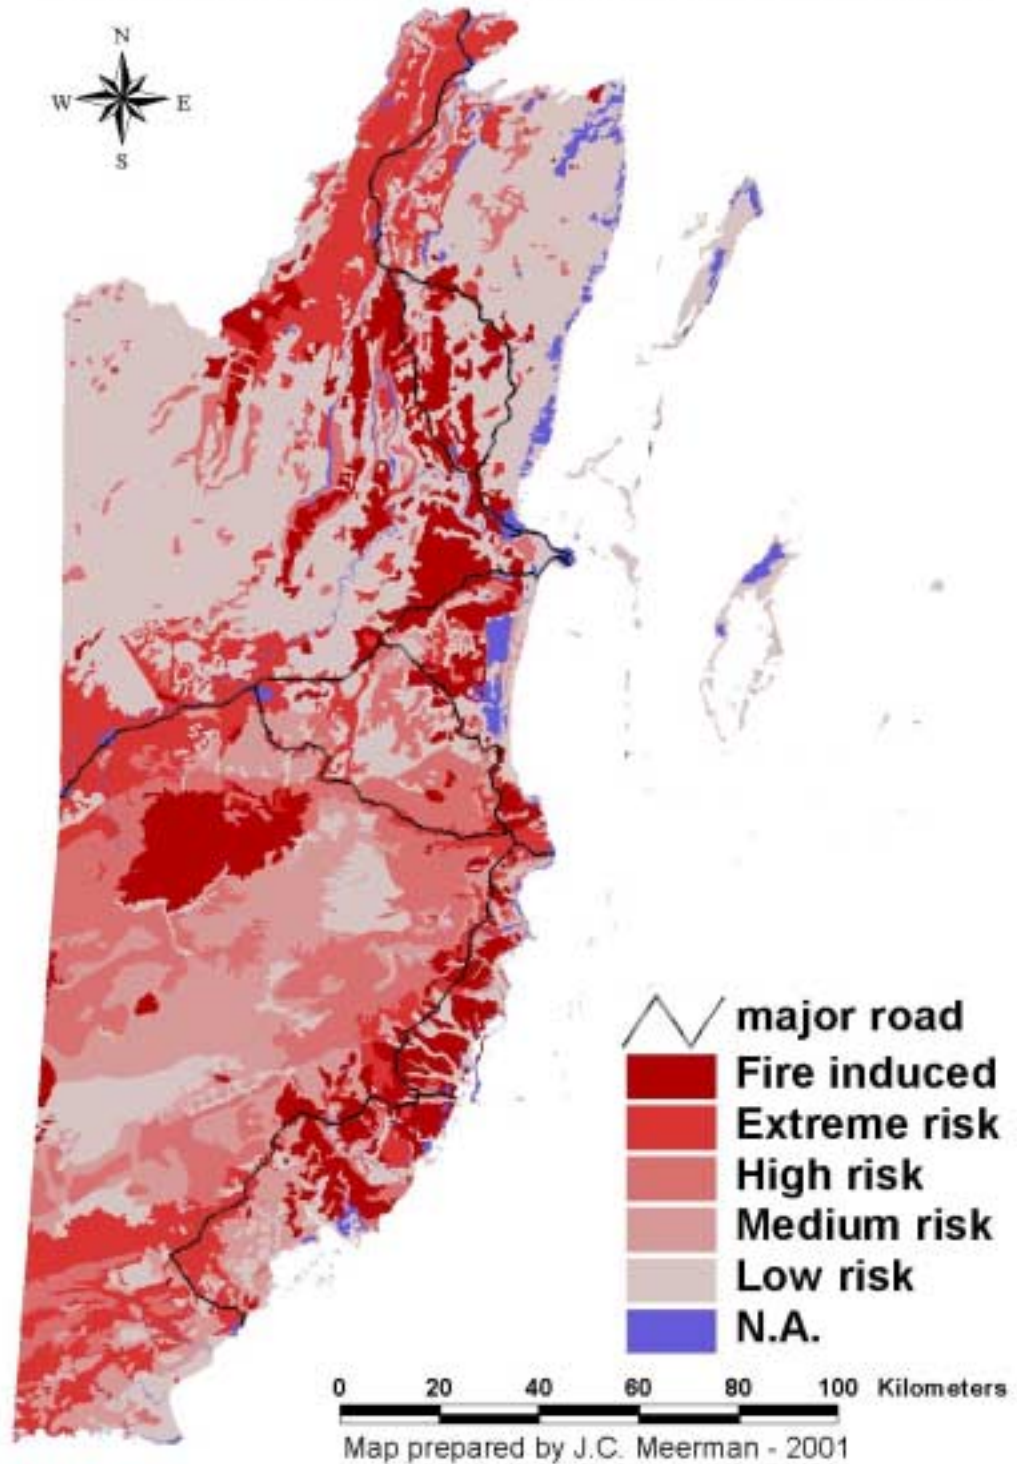 N
W E
S
major road
Fire induced
Extreme risk
High risk
Medium risk
Low risk
N.A.
0 20 40 60 80 100 Kilometers
Map prepared by J.C. Meerman - 2001